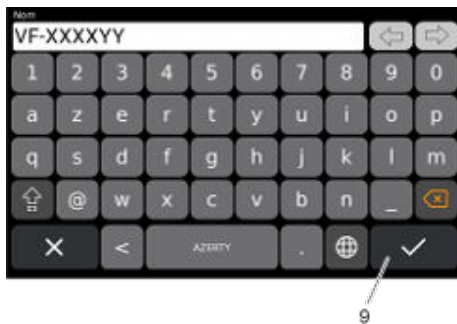 Nom
VF-XXXXYY
1 2 3 4 5 6 7 8 9 0
a z e r t y u i o p
q s d f g h j k l m
@ w x c v b n _
< AZERTY .
9